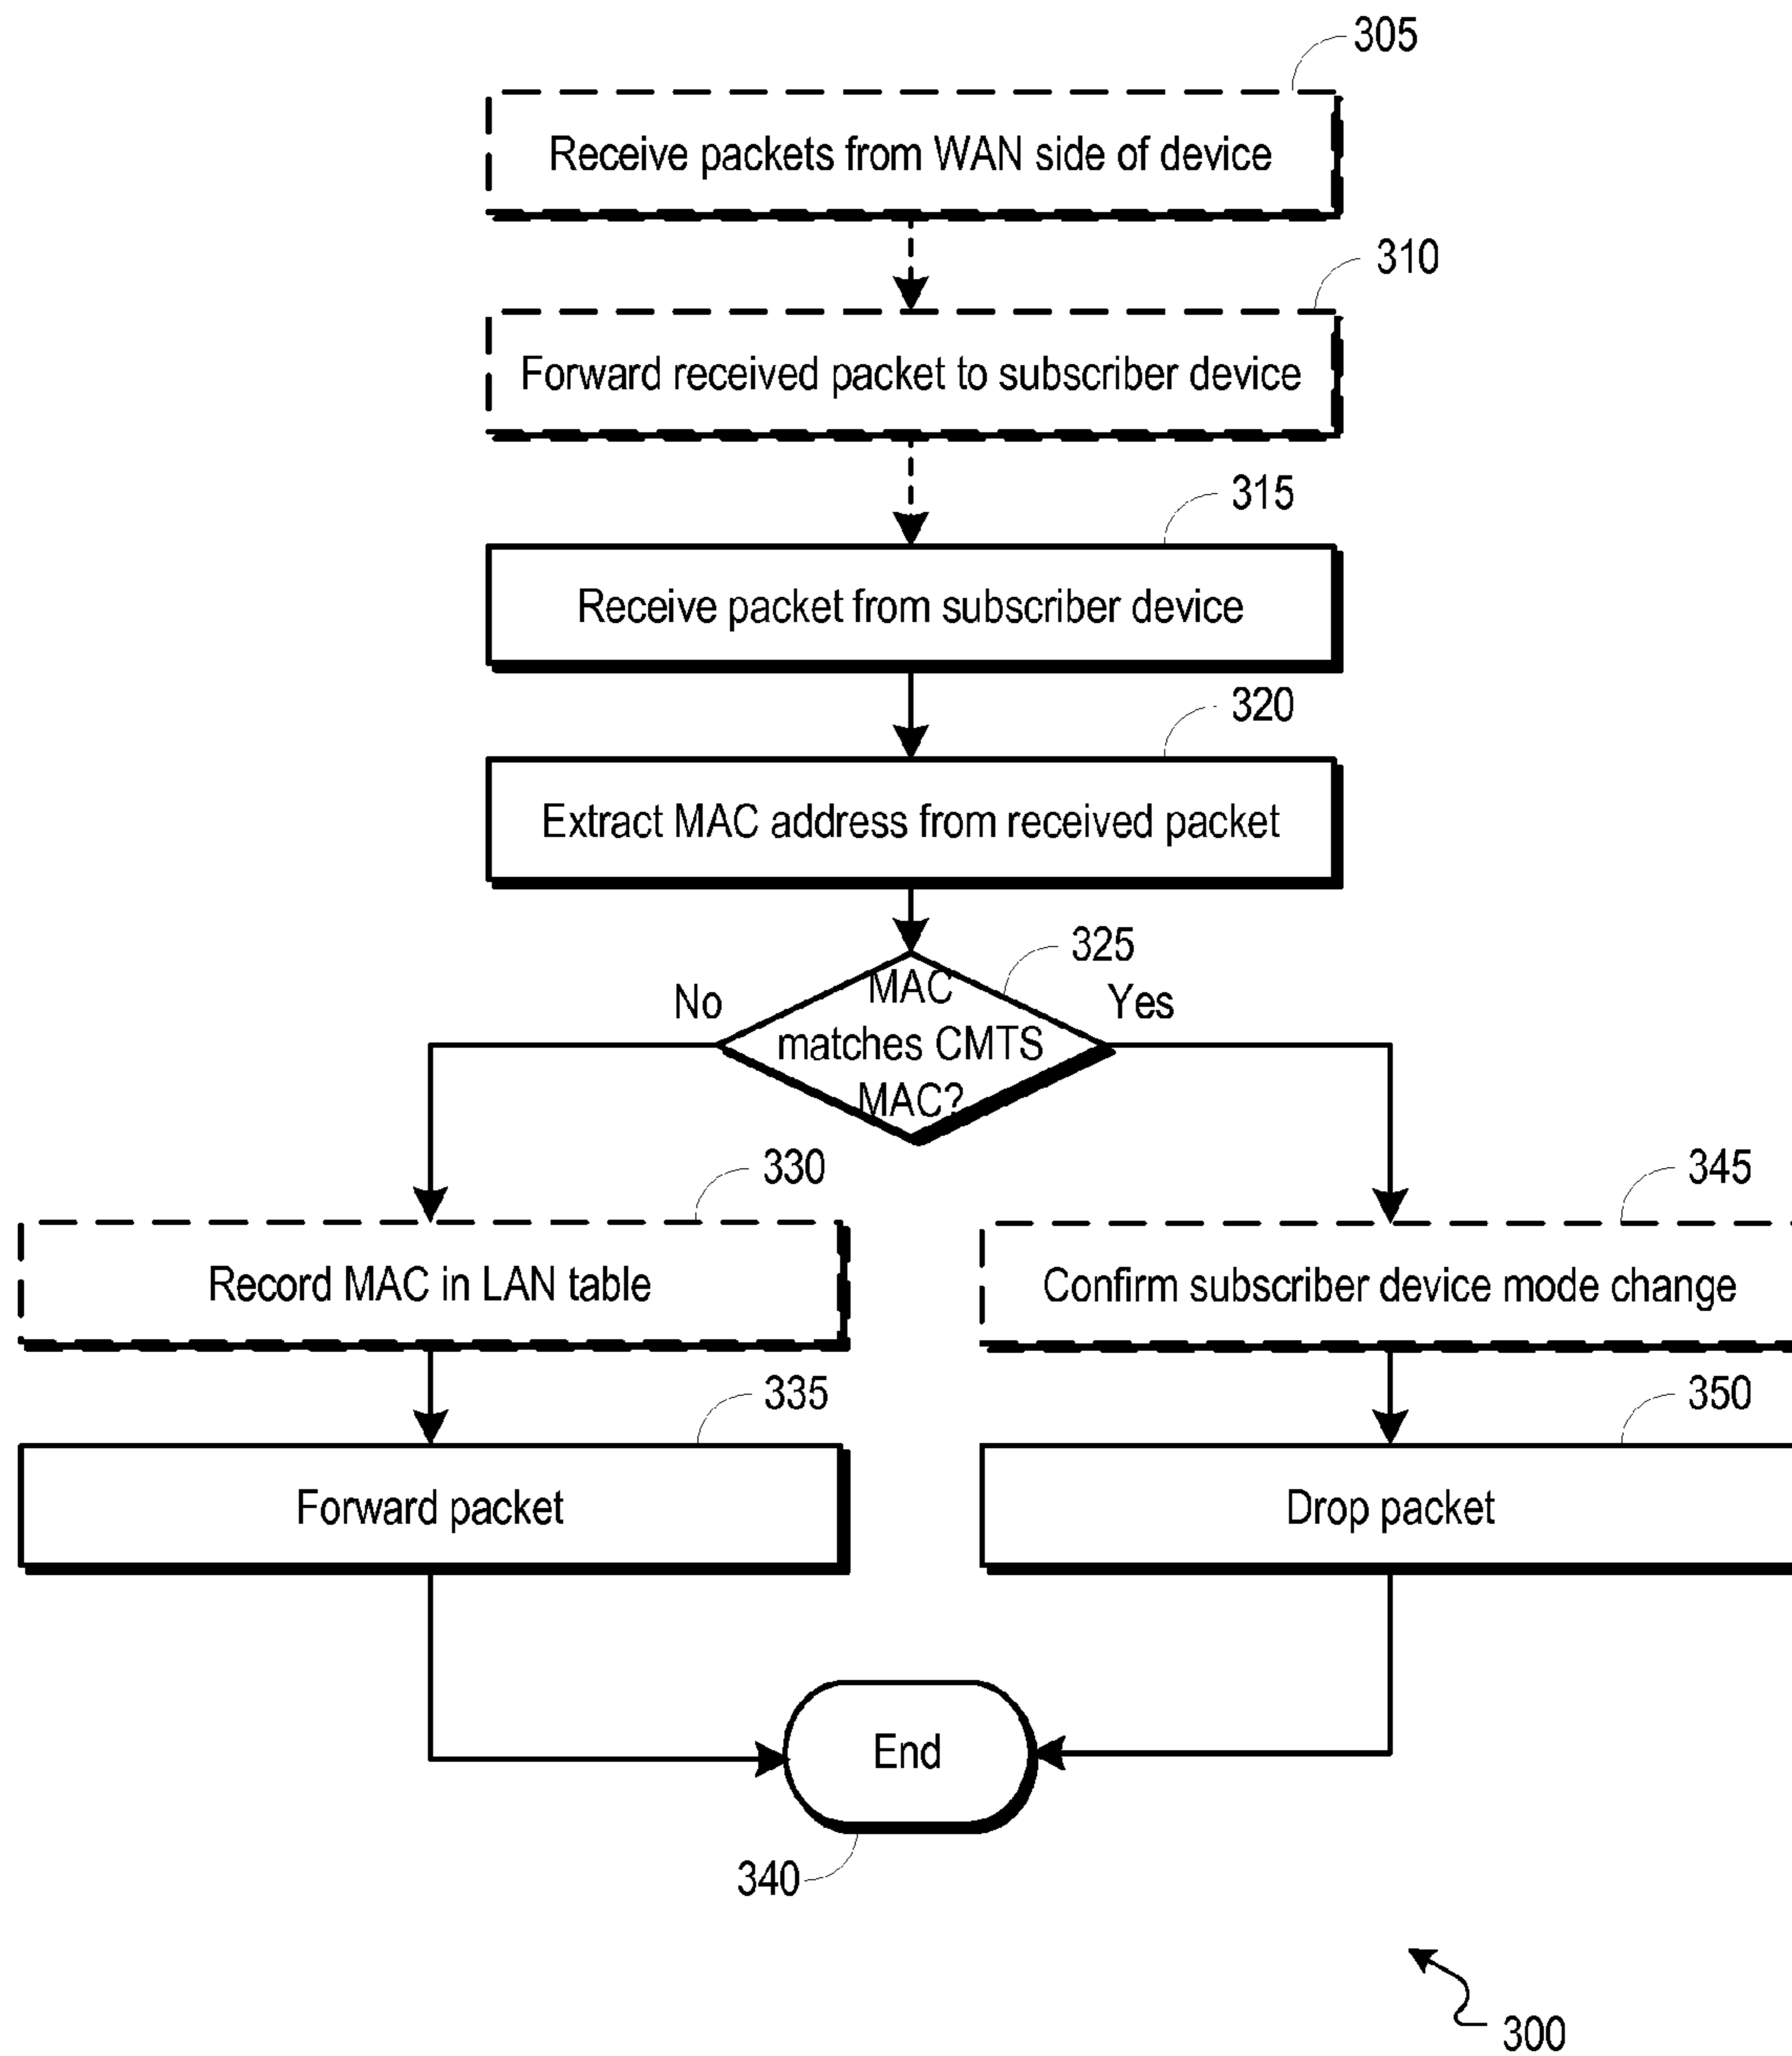 305
Receive packets from WAN side of device
310
Forward received packet to subscriber device
315
Receive packet from subscriber device
320
Extract MAC address from received packet
325
No
MAC
matches CMTS
MAC?
Yes
330
Record MAC in LAN table
345
Confirm subscriber device mode change
335
Forward packet
350
Drop packet
End
340
300